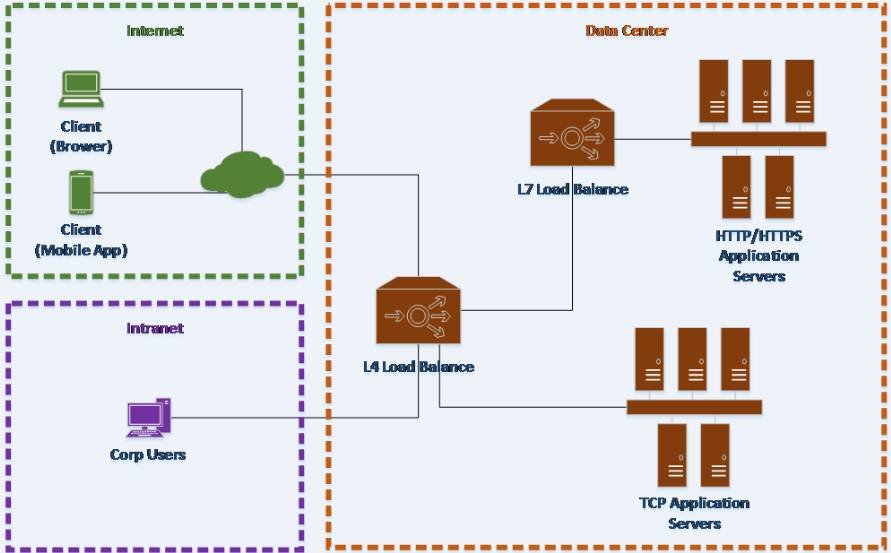 Internet
Data Center
Client
(Brower)
Client
(Mobile App)
L7 Load Balance
HTTP/HTTPS
Application
Servers
Intranet
L4 Load Balance
Corp Users
TCP Application
Servers